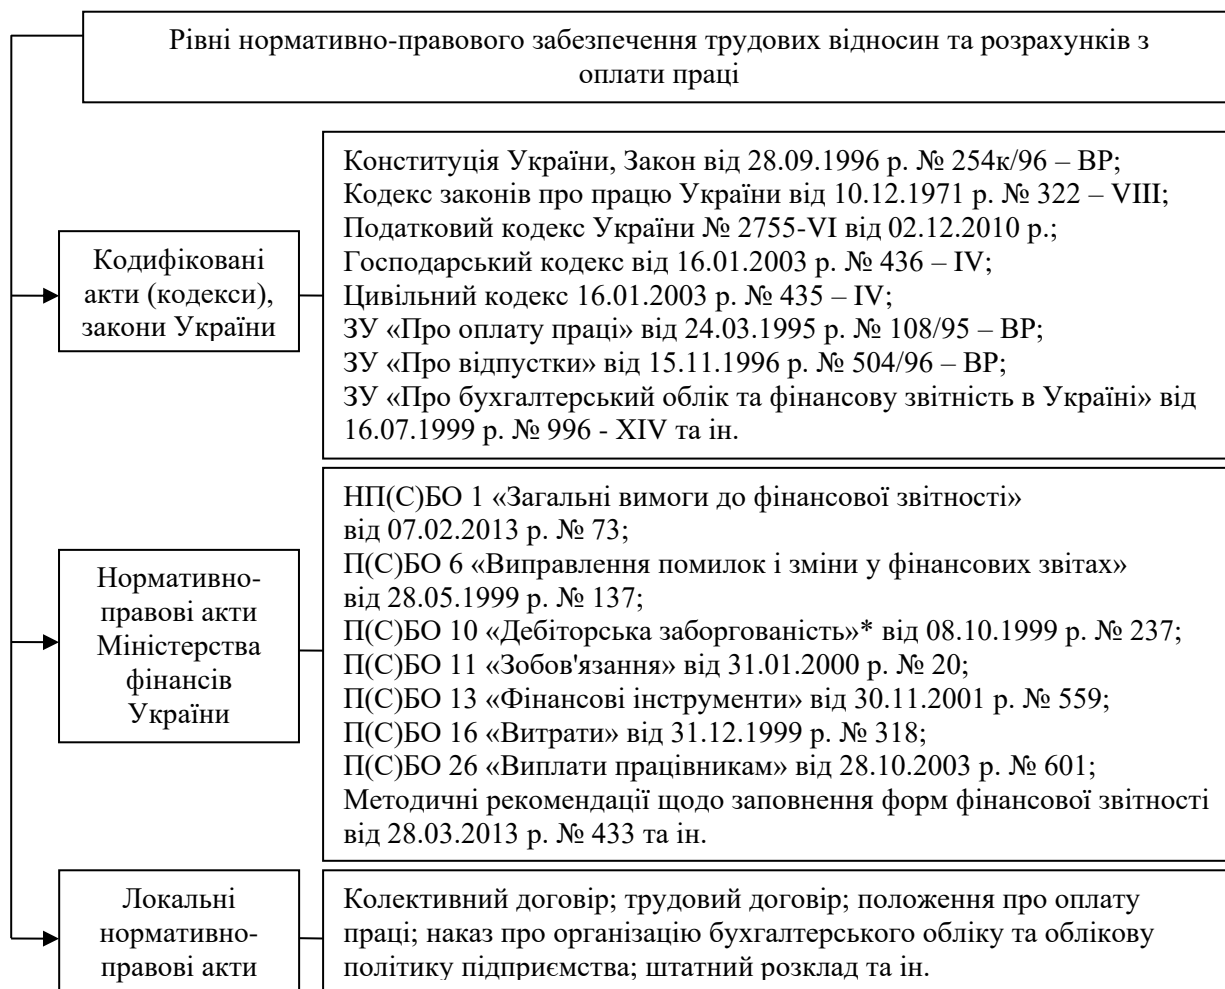 Рівні нормативно-правового забезпечення трудових відносин та розрахунків з
оплати праці
Кодифіковані
акти (кодекси),
закони України
Конституція України, Закон від 28.09.1996 р. № 254к/96 – ВР;
Кодекс законів про працю України від 10.12.1971 р. № 322 – VIII;
Податковий кодекс України № 2755-VI від 02.12.2010 р.;
Господарський кодекс від 16.01.2003 р. № 436 – IV;
Цивільний кодекс 16.01.2003 р. № 435 – IV;
ЗУ «Про оплату праці» від 24.03.1995 р. № 108/95 – ВР;
ЗУ «Про відпустки» від 15.11.1996 р. № 504/96 – ВР;
ЗУ «Про бухгалтерський облік та фінансову звітність в Україні» від
16.07.1999 р. № 996 - XIV та ін.
Нормативно-
правові акти
Міністерства
фінансів
України
НП(С)БО 1 «Загальні вимоги до фінансової звітності»
від 07.02.2013 р. № 73;
П(С)БО 6 «Виправлення помилок і зміни у фінансових звітах»
від 28.05.1999 р. № 137;
П(С)БО 10 «Дебіторська заборгованість»* від 08.10.1999 р. № 237;
П(С)БО 11 «Зобов'язання» від 31.01.2000 р. № 20;
П(С)БО 13 «Фінансові інструменти» від 30.11.2001 р. № 559;
П(С)БО 16 «Витрати» від 31.12.1999 р. № 318;
П(С)БО 26 «Виплати працівникам» від 28.10.2003 р. № 601;
Методичні рекомендації щодо заповнення форм фінансової звітності
від 28.03.2013 р. № 433 та ін.
Локальні
нормативно-
правові акти
Колективний договір; трудовий договір; положення про оплату
праці; наказ про організацію бухгалтерського обліку та облікову
політику підприємства; штатний розклад та ін.